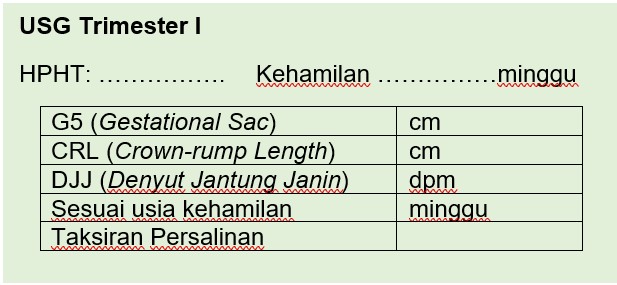 USG Trimester I
HPHT: ................ Kehamilan ................minggu
G5 (Gestational Sac) cm
CRL (Crown-rump Length) cm
DJJ (Denyut Jantung Janin) dpm
Sesuai usia kehamilan minggu
Taksiran Persalinan